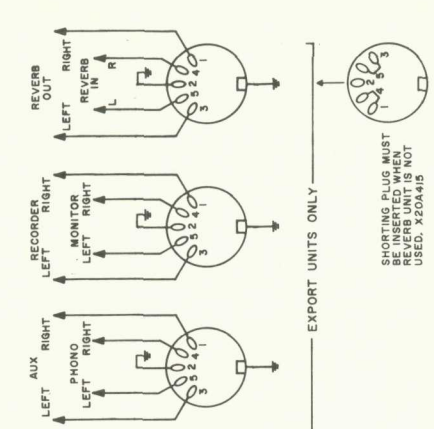 REVERB
OUT
LEFT RIGHT
REVERB
IN
L R
3 5 2 4 1
RECORDER
LEFT RIGHT
MONITOR
LEFT RIGHT
3 5 2 4 1
AUX
LEFT RIGHT
PHONO
LEFT RIGHT
3 5 2 4 1
EXPORT UNITS ONLY
1 4 2 5 3
SHORTING PLUG MUST
BE INSERTED WHEN
REVERB UNIT IS NOT
USED, X20A415